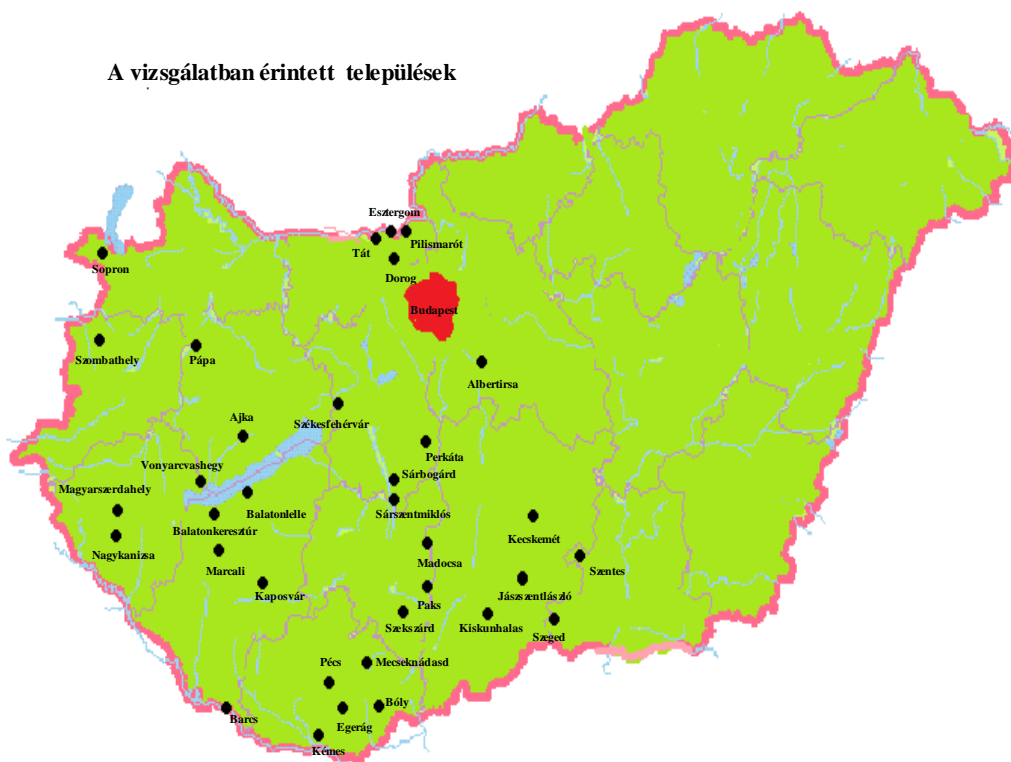 A vizsgálatban érintett települések
Esztergom
Pilismarót
Tát
Sopron
Dorog
Budapest
Szombathely
Pápa
Albertirsa
Ajka
Székesfehérvár
Perkáta
Vonyarcvashegy
Sárbogárd
Magyarszerdahely
Balatonlelle
Sárszentmiklós
Balatonkeresztúr
Kecskemét
Nagykanizsa
Marcali
Madocsa
Szentes
Kaposvár
Paks
Jászszentlászló
Szekszárd
Kiskunhalas
Szeged
Pécs
Mecseknádasd
Bóly
Barcs
Egerág
Kémes